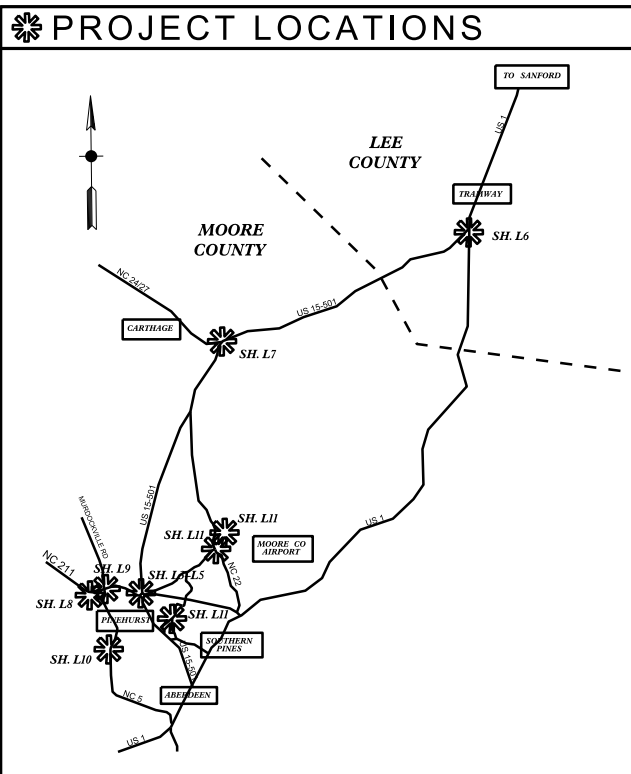 PROJECT LOCATIONS
TO SANFORD
US 1
LEE
COUNTY
TRAMWAY
SH. L6
MOORE
COUNTY
NC 24/27
US 15-501
CARTHAGE
SH. L7
US 15-501
MURDOCKVILLE RD
US 1
SH. L11
SH. L11
MOORE CO
AIRPORT
NC 211
SH. L9
SH. L3-L5
NC 22
SH. L8
PINEHURST
SH. L11
SOUTHERN
PINES
SH. L10
US 15-501
NC 5
ABERDEEN
US 1